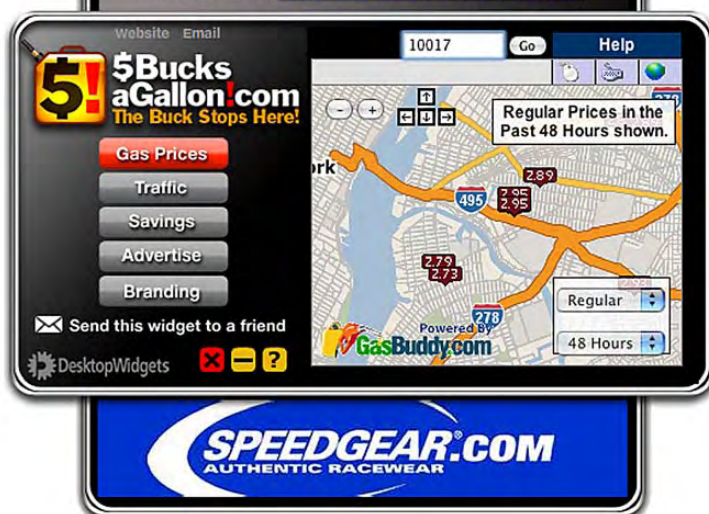 Website Email
5!
$Bucks
aGallon!com
The Buck Stops Here!
Gas Prices
Traffic
Savings
Advertise
Branding
Send this widget to a friend
DesktopWidgets
?
10017
Go
Help
- +
Regular Prices in the
Past 48 Hours shown.
278
rk
2.89
495
2.95
2.95
2.79
2.73
278
Regular
48 Hours
Powered By
GasBuddy.com
SPEEDGEAR.COM
AUTHENTIC RACEWEAR